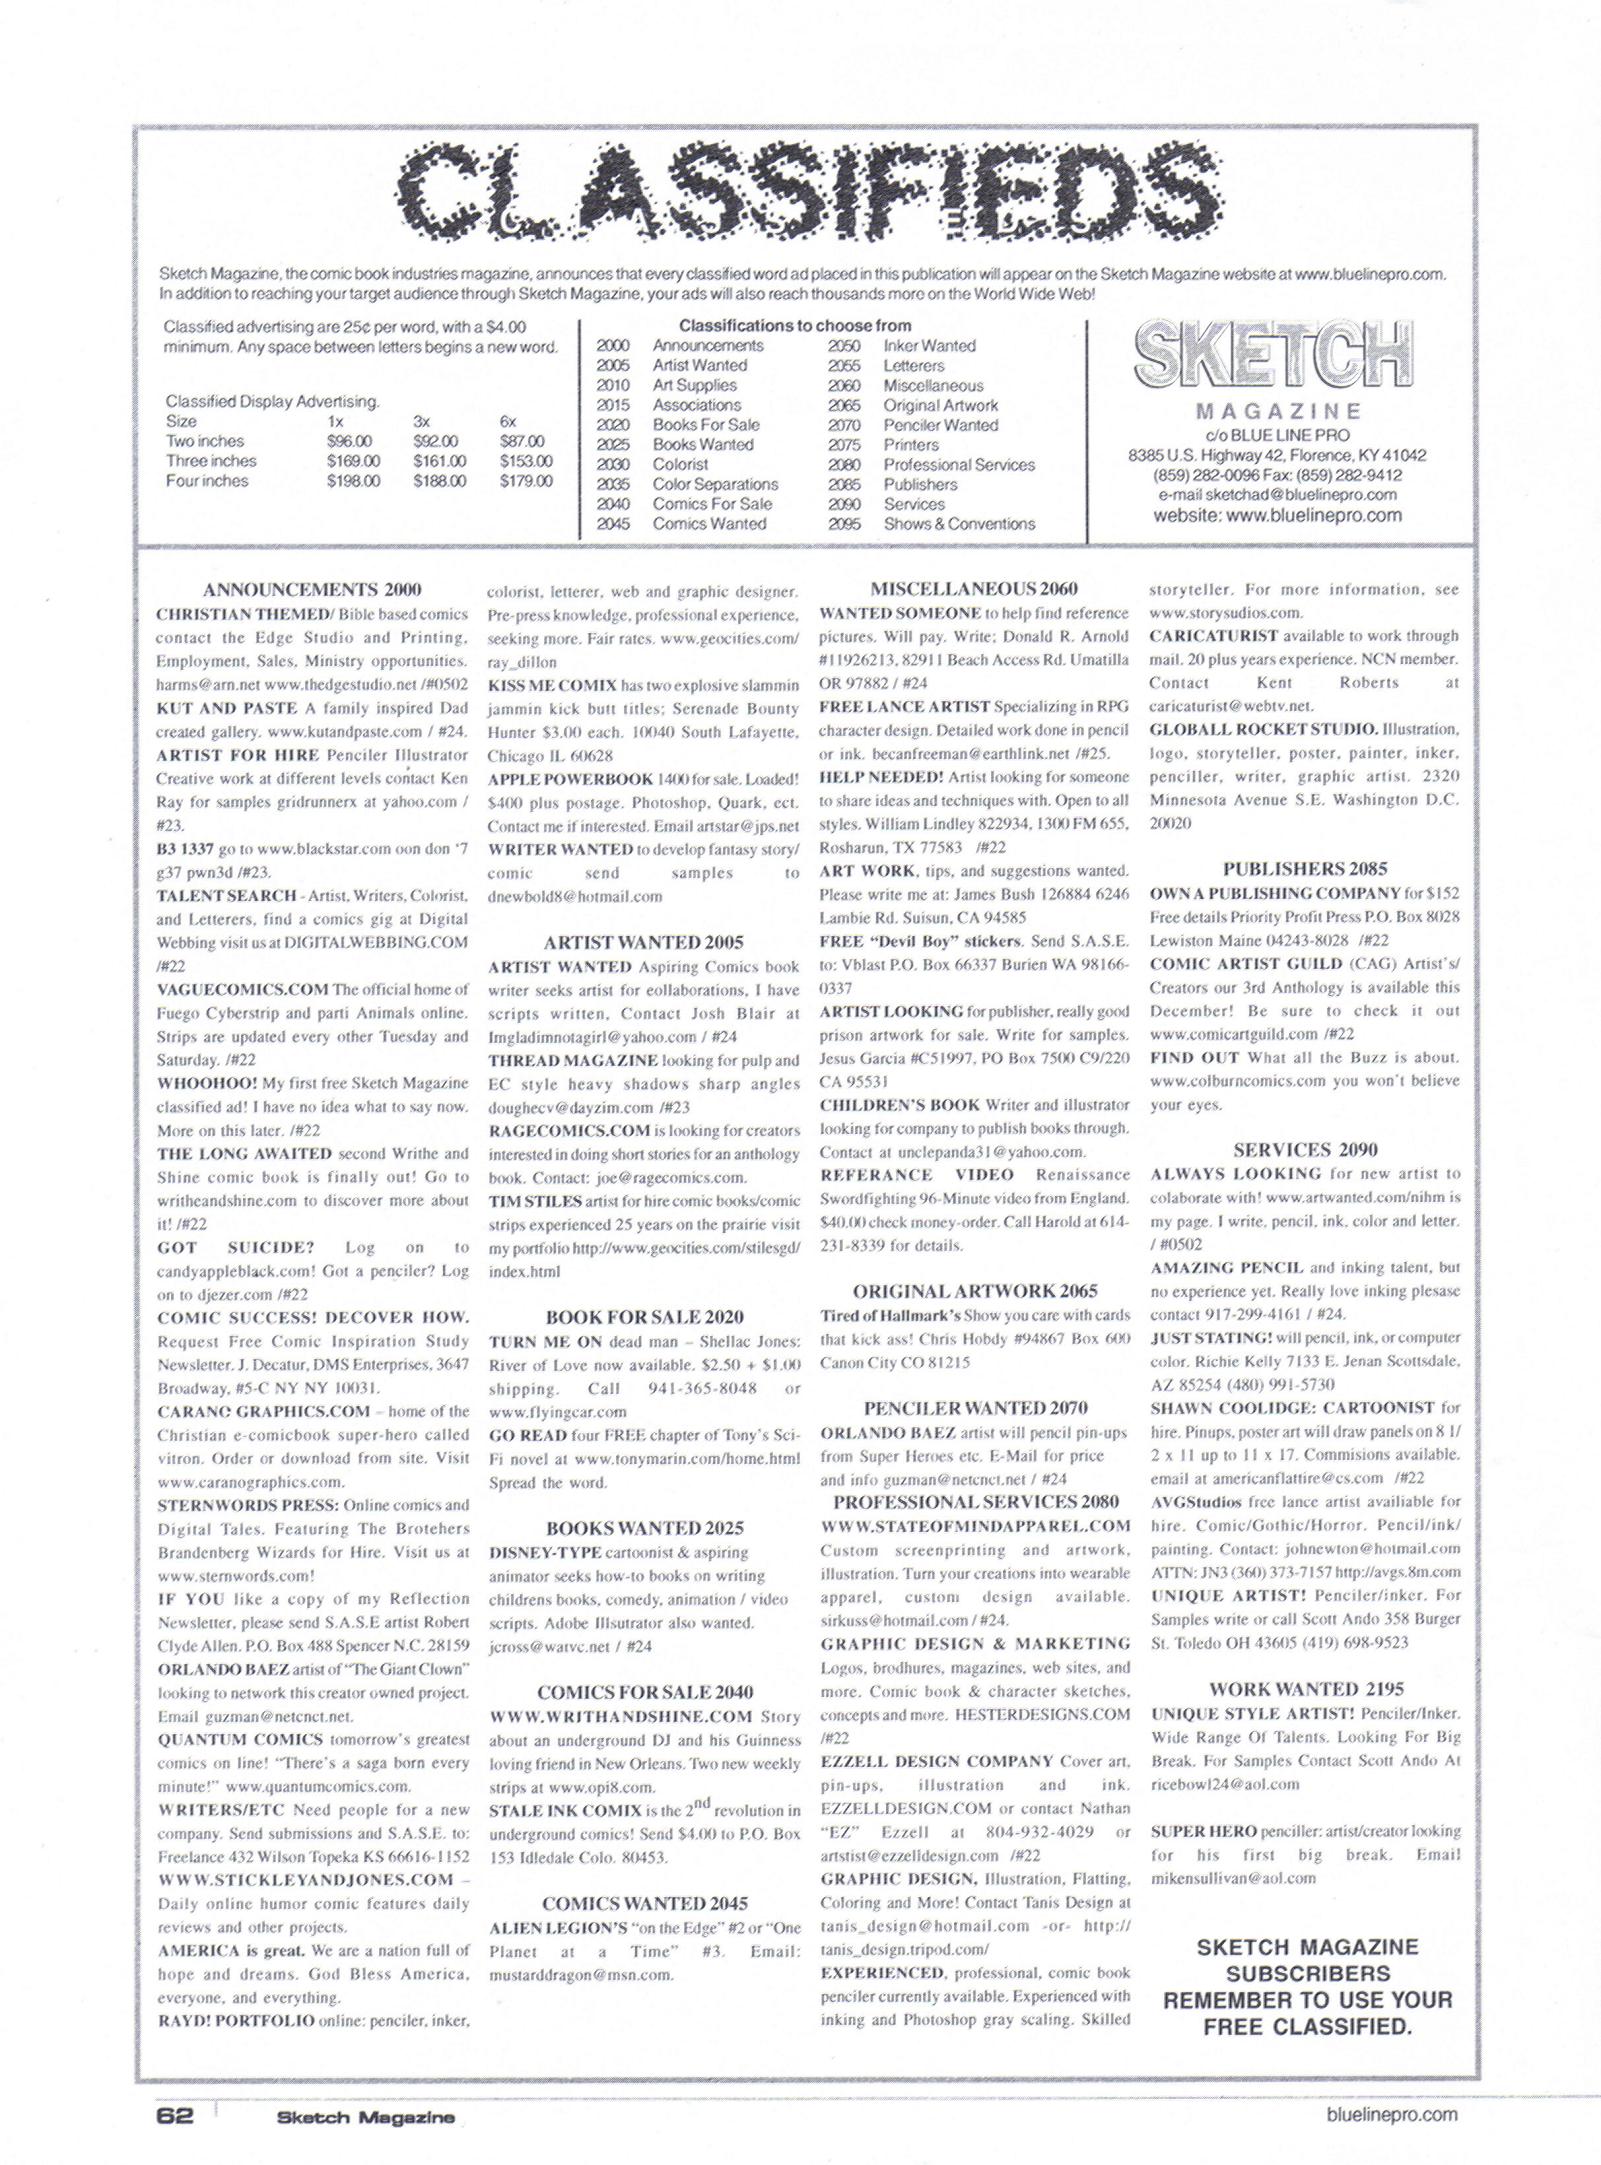 CLASSIFIEDS
CLASSIFIEDS
Sketch Magazine, the comic book industries magazine, announces that every classified word ad placed in this publication will appear on the Sketch Magazine website at www.bluelinepro.com.
In addition to reaching your target audience through Sketch Magazine, your ads will also reach thousands more on the World Wide Web!
Classified advertising are 25¢ per word, with a $4.00
minimum. Any space between letters begins a new word.
Classified Display Advertising.
Size 1x 3x 6x
Two inches $96.00 $92.00 $87.00
Three inches $169.00 $161.00 $153.00
Four inches $198.00 $188.00 $179.00
Classifications to choose from
2000 Announcements 2050 Inker Wanted
2005 Artist Wanted 2055 Letterers
2010 Art Supplies 2060 Miscellaneous
2015 Associations 2065 Original Artwork
2020 Books For Sale 2070 Penciler Wanted
2025 Books Wanted 2075 Printers
2030 Colorist 2080 Professional Services
2035 Color Separations 2085 Publishers
2040 Comics For Sale 2090 Services
2045 Comics Wanted 2095 Shows & Conventions
SKETCH
MAGAZINE
c/o BLUE LINE PRO
8385 U.S. Highway 42, Florence, KY 41042
(859) 282-0096 Fax: (859) 282-9412
e-mail sketchad@bluelinepro.com
website: www.bluelinepro.com
ANNOUNCEMENTS 2000
CHRISTIAN THEMED/ Bible based comics
contact the Edge Studio and Printing,
Employment, Sales, Ministry opportunities.
harms@arn.net www.thedgestudio.net /#0502
KUT AND PASTE A family inspired Dad
created gallery. www.kutandpaste.com / #24.
ARTIST FOR HIRE Penciler Illustrator
Creative work at different levels contact Ken
Ray for samples gridrunnerx at yahoo.com /
#23.
B3 1337 go to www.blackstar.com oon don '7
g37 pwn3d /#23.
TALENT SEARCH - Artist, Writers, Colorist,
and Letterers, find a comics gig at Digital
Webbing visit us at DIGITALWEBBING.COM
/#22
VAGUECOMICS.COM The official home of
Fuego Cyberstrip and parti Animals online.
Strips are updated every other Tuesday and
Saturday. /#22
WHOOHOO! My first free Sketch Magazine
classified ad! I have no idea what to say now.
More on this later. /#22
THE LONG AWAITED second Writhe and
Shine comic book is finally out! Go to
writheandshine.com to discover more about
it! /#22
GOT SUICIDE? Log on to
candyappleblack.com! Got a penciler? Log
on to djezer.com /#22
COMIC SUCCESS! DECOVER HOW.
Request Free Comic Inspiration Study
Newsletter. J. Decatur, DMS Enterprises, 3647
Broadway, #5-C NY NY 10031.
CARANO GRAPHICS.COM – home of the
Christian e-comicbook super-hero called
vitron. Order or download from site. Visit
www.caranographics.com.
STERNWORDS PRESS: Online comics and
Digital Tales. Featuring The Brotehers
Brandenberg Wizards for Hire. Visit us at
www.sternwords.com!
IF YOU like a copy of my Reflection
Newsletter, please send S.A.S.E artist Robert
Clyde Allen. P.O. Box 488 Spencer N.C. 28159
ORLANDO BAEZ artist of "The Giant Clown"
looking to network this creator owned project.
Email guzman@netcnct.net.
QUANTUM COMICS tomorrow's greatest
comics on line! "There's a saga born every
minute!" www.quantumcomics.com.
WRITERS/ETC Need people for a new
company. Send submissions and S.A.S.E. to:
Freelance 432 Wilson Topeka KS 66616-1152
WWW.STICKLEYANDJONES.COM –
Daily online humor comic features daily
reviews and other projects.
AMERICA is great. We are a nation full of
hope and dreams. God Bless America,
everyone, and everything.
RAYD! PORTFOLIO online: penciler, inker,
colorist, letterer, web and graphic designer.
Pre-press knowledge, professional experience,
seeking more. Fair rates. www.geocities.com/
ray_dillon
KISS ME COMIX has two explosive slammin
jammin kick butt titles; Serenade Bounty
Hunter $3.00 each. 10040 South Lafayette,
Chicago IL 60628
APPLE POWERBOOK 1400 for sale. Loaded!
$400 plus postage. Photoshop, Quark, ect.
Contact me if interested. Email artstar@jps.net
WRITER WANTED to develop fantasy story/
comic send samples to
dnewbold8@hotmail.com
ARTIST WANTED 2005
ARTIST WANTED Aspiring Comics book
writer seeks artist for eollaborations, I have
scripts written, Contact Josh Blair at
Imgladimnotagirl@yahoo.com / #24
THREAD MAGAZINE looking for pulp and
EC style heavy shadows sharp angles
doughecv@dayzim.com /#23
RAGECOMICS.COM is looking for creators
interested in doing short stories for an anthology
book. Contact: joe@ragecomics.com.
TIM STILES artist for hire comic books/comic
strips experienced 25 years on the prairie visit
my portfolio http://www.geocities.com/stilesgd/
index.html
BOOK FOR SALE 2020
TURN ME ON dead man – Shellac Jones:
River of Love now available. $2.50 + $1.00
shipping. Call 941-365-8048 or
www.flyingcar.com
GO READ four FREE chapter of Tony's Sci-
Fi novel at www.tonymarin.com/home.html
Spread the word.
BOOKS WANTED 2025
DISNEY-TYPE cartoonist & aspiring
animator seeks how-to books on writing
childrens books, comedy, animation / video
scripts. Adobe Illsutrator also wanted.
jcross@watvc.net / #24
COMICS FOR SALE 2040
WWW.WRITHANDSHINE.COM Story
about an underground DJ and his Guinness
loving friend in New Orleans. Two new weekly
strips at www.opi8.com.
STALE INK COMIX is the 2nd revolution in
underground comics! Send $4.00 to P.O. Box
153 Idledale Colo. 80453.
COMICS WANTED 2045
ALIEN LEGION'S "on the Edge" #2 or "One
Planet at a Time" #3. Email:
mustarddragon@msn.com.
MISCELLANEOUS 2060
WANTED SOMEONE to help find reference
pictures. Will pay. Write; Donald R. Arnold
#11926213, 82911 Beach Access Rd. Umatilla
OR 97882 / #24
FREE LANCE ARTIST Specializing in RPG
character design. Detailed work done in pencil
or ink. becanfreeman@earthlink.net /#25.
HELP NEEDED! Artist looking for someone
to share ideas and techniques with. Open to all
styles. William Lindley 822934, 1300 FM 655,
Rosharun, TX 77583 /#22
ART WORK, tips, and suggestions wanted.
Please write me at: James Bush 126884 6246
Lambie Rd. Suisun, CA 94585
FREE "Devil Boy" stickers. Send S.A.S.E.
to: Vblast P.O. Box 66337 Burien WA 98166-
0337
ARTIST LOOKING for publisher, really good
prison artwork for sale. Write for samples.
Jesus Garcia #C51997, PO Box 7500 C9/220
CA 95531
CHILDREN'S BOOK Writer and illustrator
looking for company to publish books through.
Contact at unclepanda31@yahoo.com.
REFERANCE VIDEO Renaissance
Swordfighting 96-Minute video from England.
$40.00 check money-order. Call Harold at 614-
231-8339 for details.
ORIGINAL ARTWORK 2065
Tired of Hallmark's Show you care with cards
that kick ass! Chris Hobdy #94867 Box 600
Canon City CO 81215
PENCILER WANTED 2070
ORLANDO BAEZ artist will pencil pin-ups
from Super Heroes etc. E-Mail for price
and info guzman@netcnct.net / #24
PROFESSIONAL SERVICES 2080
WWW.STATEOFMINDAPPAREL.COM
Custom screenprinting and artwork,
illustration. Turn your creations into wearable
apparel, custom design available.
sirkuss@hotmail.com / #24.
GRAPHIC DESIGN & MARKETING
Logos, brodhures, magazines, web sites, and
more. Comic book & character sketches,
concepts and more. HESTERDESIGNS.COM
/#22
EZZELL DESIGN COMPANY Cover art,
pin-ups, illustration and ink.
EZZELLDESIGN.COM or contact Nathan
"EZ" Ezzell at 804-932-4029 or
artstist@ezzelldesign.com /#22
GRAPHIC DESIGN, Illustration, Flatting,
Coloring and More! Contact Tanis Design at
tanis_design@hotmail.com -or- http://
tanis_design.tripod.com/
EXPERIENCED, professional, comic book
penciler currently available. Experienced with
inking and Photoshop gray scaling. Skilled
storyteller. For more information, see
www.storysudios.com.
CARICATURIST available to work through
mail. 20 plus years experience. NCN member.
Contact Kent Roberts at
caricaturist@webtv.net.
GLOBALL ROCKET STUDIO. Illustration,
logo, storyteller, poster, painter, inker,
penciller, writer, graphic artist. 2320
Minnesota Avenue S.E. Washington D.C.
20020
PUBLISHERS 2085
OWN A PUBLISHING COMPANY for $152
Free details Priority Profit Press P.O. Box 8028
Lewiston Maine 04243-8028 /#22
COMIC ARTIST GUILD (CAG) Artist's/
Creators our 3rd Anthology is available this
December! Be sure to check it out
www.comicartguild.com /#22
FIND OUT What all the Buzz is about.
www.colburncomics.com you won't believe
your eyes.
SERVICES 2090
ALWAYS LOOKING for new artist to
colaborate with! www.artwanted.com/nihm is
my page. I write, pencil, ink, color and letter.
/ #0502
AMAZING PENCIL and inking talent, but
no experience yet. Really love inking plesase
contact 917-299-4161 / #24.
JUST STATING! will pencil, ink, or computer
color. Richie Kelly 7133 E. Jenan Scottsdale,
AZ 85254 (480) 991-5730
SHAWN COOLIDGE: CARTOONIST for
hire. Pinups, poster art will draw panels on 8 1/
2 x 11 up to 11 x 17. Commisions available.
email at americanflattire@cs.com /#22
AVGStudios free lance artist availiable for
hire. Comic/Gothic/Horror. Pencil/ink/
painting. Contact: johnewton@hotmail.com
ATTN: JN3 (360) 373-7157 http://avgs.8m.com
UNIQUE ARTIST! Penciler/inker. For
Samples write or call Scott Ando 358 Burger
St. Toledo OH 43605 (419) 698-9523
WORK WANTED 2195
UNIQUE STYLE ARTIST! Penciler/Inker.
Wide Range Of Talents. Looking For Big
Break. For Samples Contact Scott Ando At
ricebowl24@aol.com
SUPER HERO penciller: artist/creator looking
for his first big break. Email
mikensullivan@aol.com
SKETCH MAGAZINE
SUBSCRIBERS
REMEMBER TO USE YOUR
FREE CLASSIFIED.
62 Sketch Magazine
bluelinepro.com